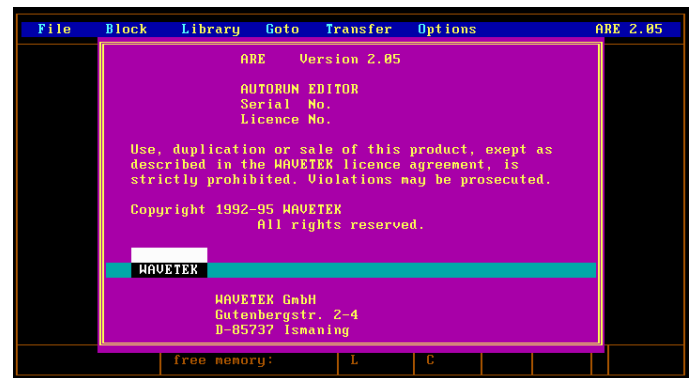 File Block Library Goto Transfer Options ARE 2.05
ARE Version 2.05
AUTORUN EDITOR
Serial No.
Licence No.
Use, duplication or sale of this product, exept as
described in the WAVETEK licence agreement, is
strictly prohibited. Violations may be prosecuted.
Copyright 1992-95 WAVETEK
All rights reserved.
WAVETEK
WAVETEK GmbH
Gutenbergstr. 2-4
D-85737 Ismaning
free memory: L C